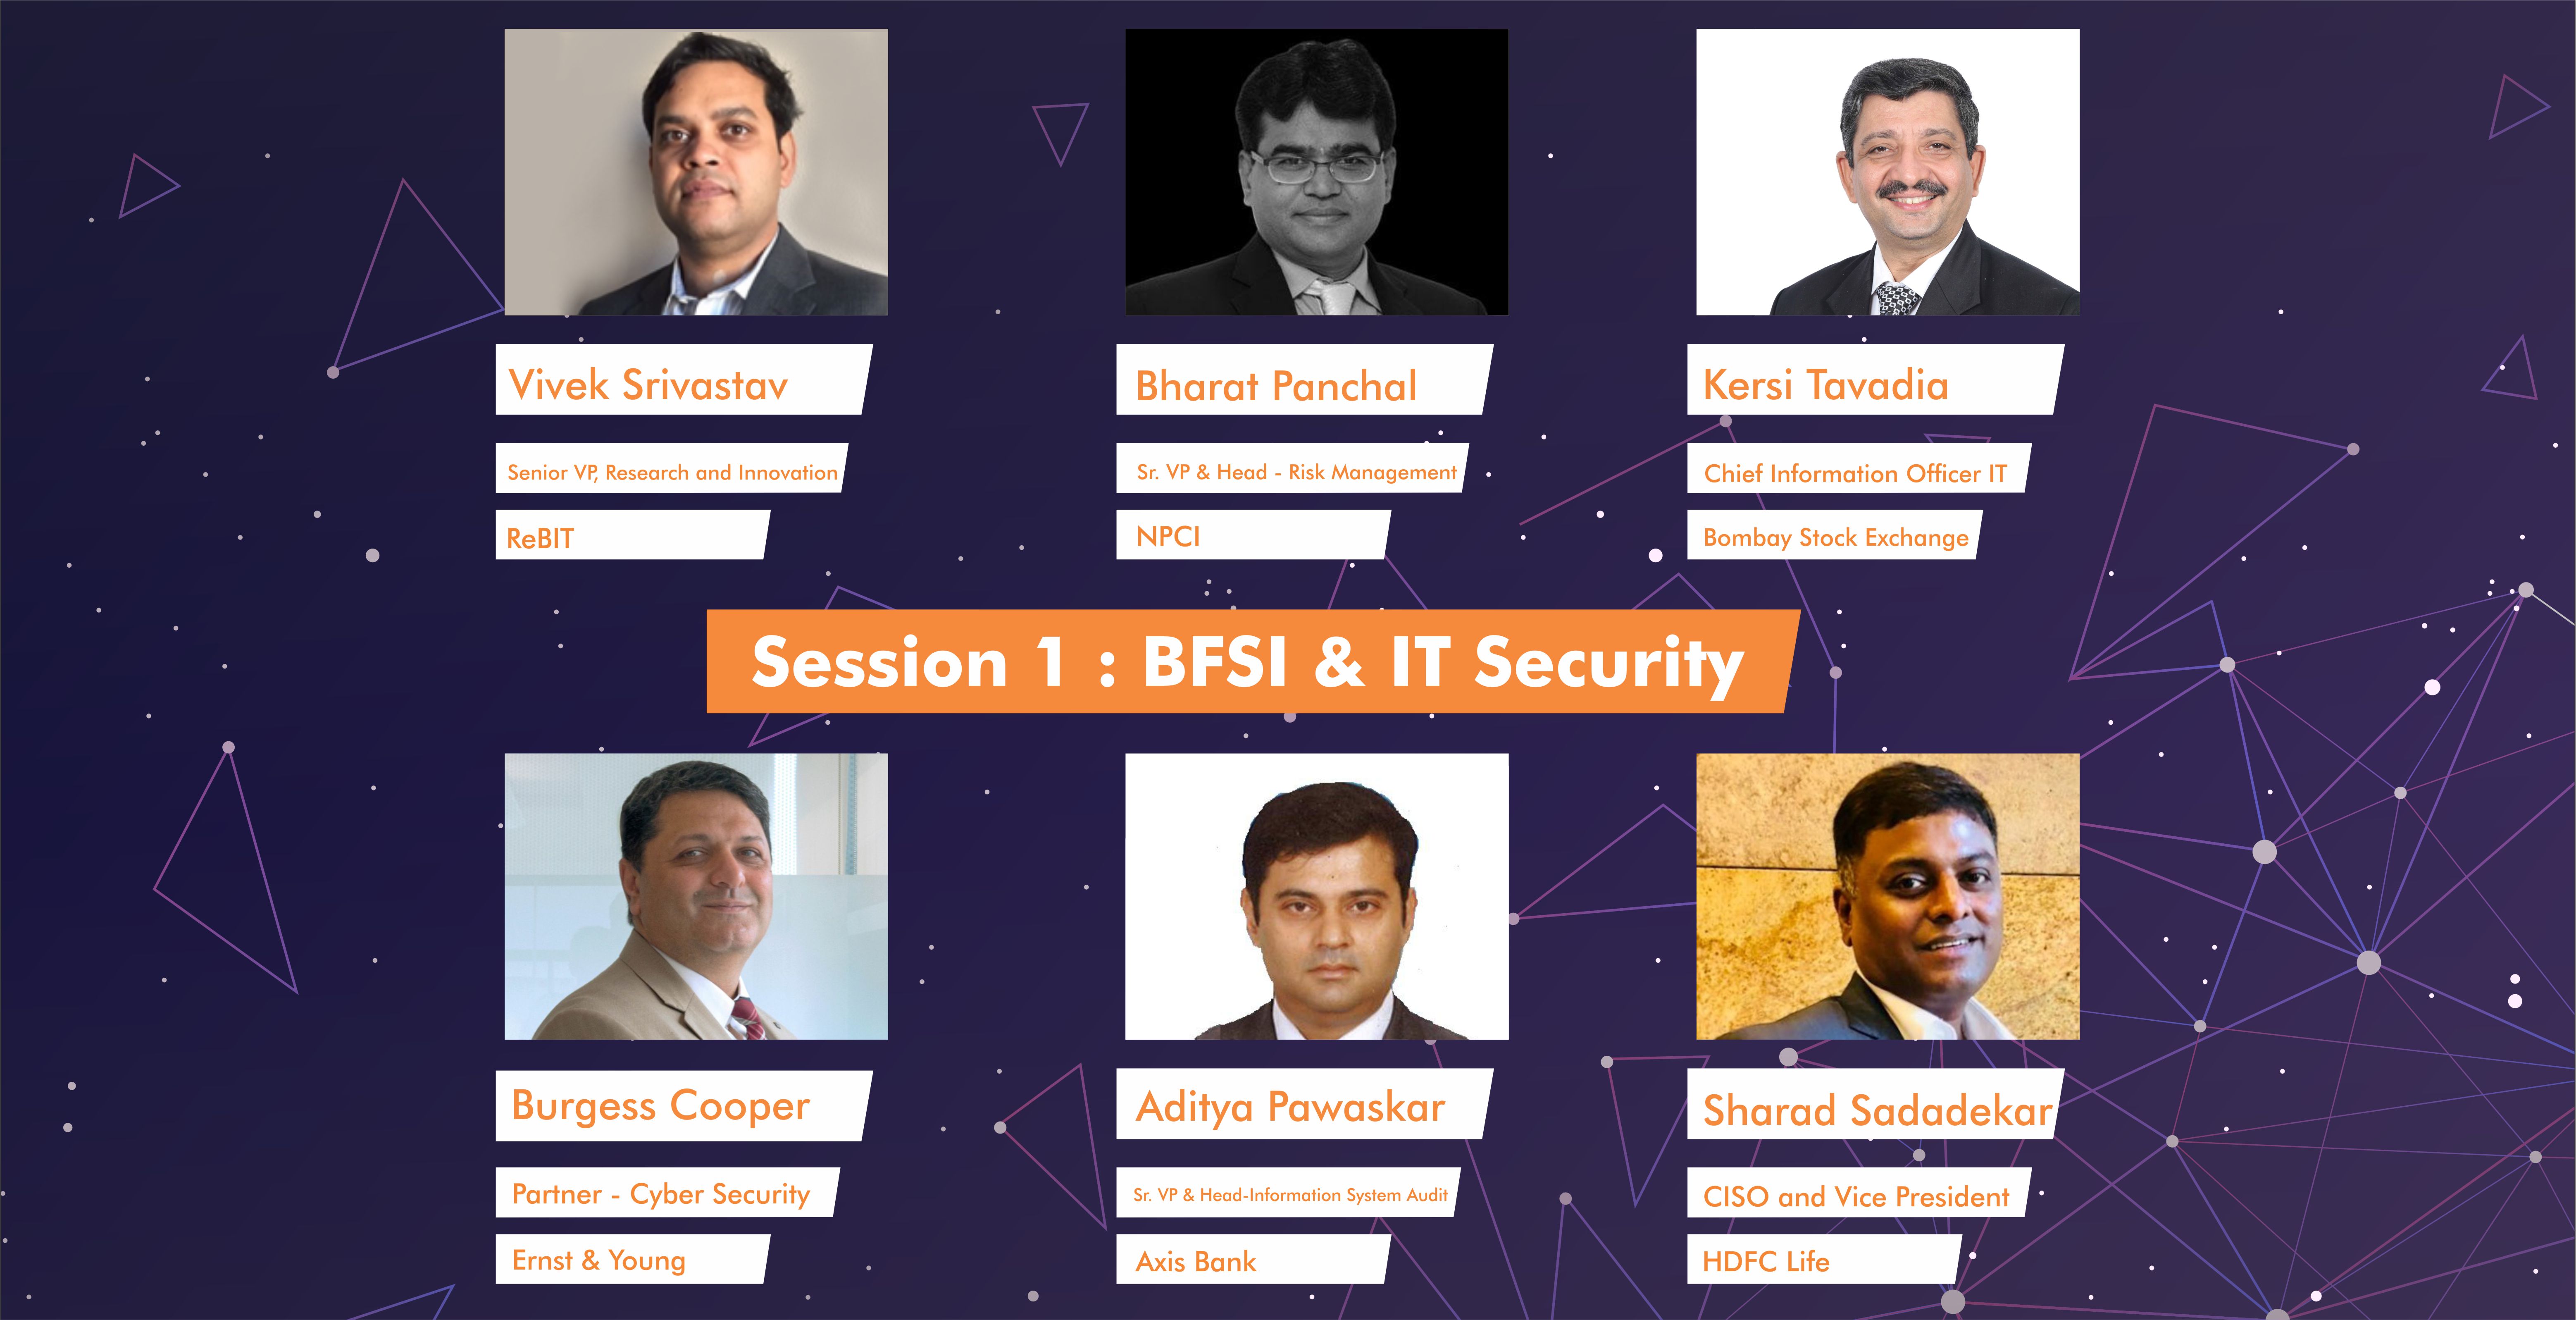 Vivek Srivastav
Senior VP, Research and Innovation
ReBIT
Bharat Panchal
Sr. VP & Head - Risk Management
NPCI
Kersi Tavadia
Chief Information Officer IT
Bombay Stock Exchange
Session 1 : BFSI & IT Security
Burgess Cooper
Partner - Cyber Security
Ernst & Young
Aditya Pawaskar
Sr. VP & Head-Information System Audit
Axis Bank
Sharad Sadadekar
CISO and Vice President
HDFC Life